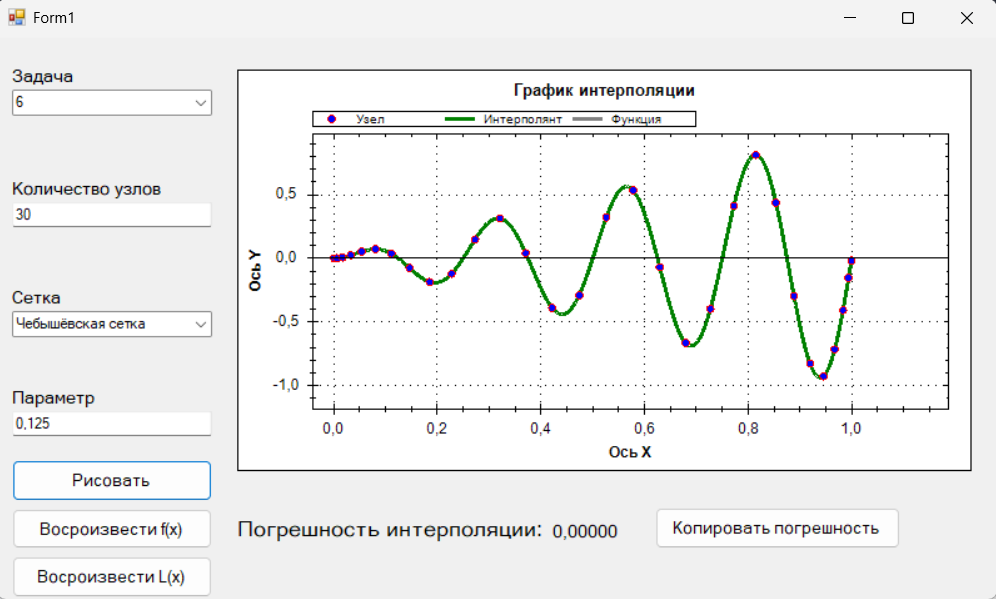 Form1
Задача
6
Количество узлов
30
Сетка
Чебышёвская сетка
Параметр
0,125
Рисовать
Восроизвести f(x)
Восроизвести L(x)
График интерполяции
Узел Интерполянт Функция
Ось Y
0,5
0,0
-0,5
-1,0
0,0 0,2 0,4 0,6 0,8 1,0
Ось X
Погрешность интерполяции: 0,00000
Копировать погрешность